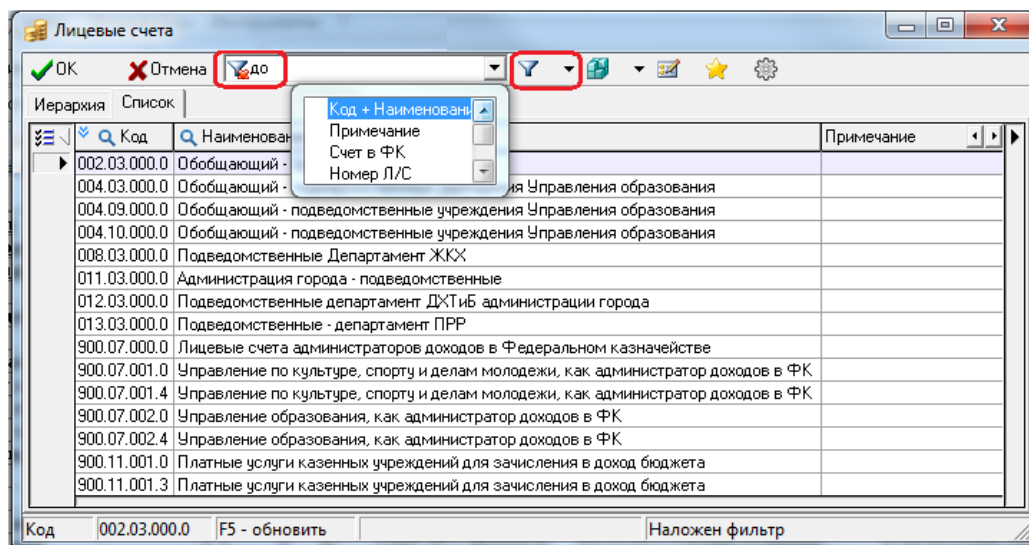 Лицевые счета
OK Отмена до
Иерархия Список
Код + Наименовани
Примечание
Счет в ФК
Номер Л/С
Код Наименован Примечание
002.03.000.0 Обобщающий -
004.03.000.0 Обобщающий - ия Управления образования
004.09.000.0 Обобщающий - подведомственные учреждения Управления образования
004.10.000.0 Обобщающий - подведомственные учреждения Управления образования
008.03.000.0 Подведомственные Департамент ЖКХ
011.03.000.0 Администрация города - подведомственные
012.03.000.0 Подведомственные департамент ДХТиБ администрации города
013.03.000.0 Подведомственные - департамент ПРР
900.07.000.0 Лицевые счета администраторов доходов в Федеральном казначействе
900.07.001.0 Управление по культуре, спорту и делам молодежи, как администратор доходов в ФК
900.07.001.4 Управление по культуре, спорту и делам молодежи, как администратор доходов в ФК
900.07.002.0 Управление образования, как администратор доходов в ФК
900.07.002.4 Управление образования, как администратор доходов в ФК
900.11.001.0 Платные услуги казенных учреждений для зачисления в доход бюджета
900.11.001.3 Платные услуги казенных учреждений для зачисления в доход бюджета
Код 002.03.000.0 F5 - обновить Наложен фильтр